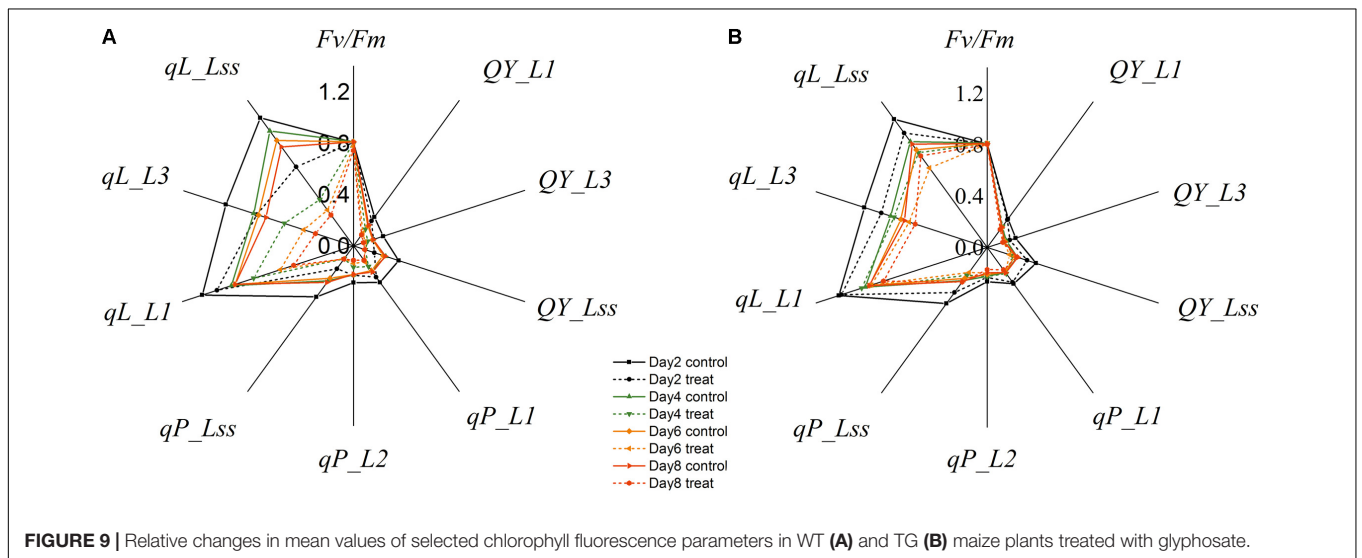 A
Fv/Fm
QY_L1
QY_L3
QY_Lss
qP_L1
qP_L2
qP_Lss
qL_L1
qL_L3
qL_Lss
1.2
0.8
0.4
0.0
B
Fv/Fm
QY_L1
QY_L3
QY_Lss
qP_L1
qP_L2
qP_Lss
qL_L1
qL_L3
qL_Lss
1.2
0.8
0.4
0.0
Day2 control
Day2 treat
Day4 control
Day4 treat
Day6 control
Day6 treat
Day8 control
Day8 treat
FIGURE 9 | Relative changes in mean values of selected chlorophyll fluorescence parameters in WT (A) and TG (B) maize plants treated with glyphosate.